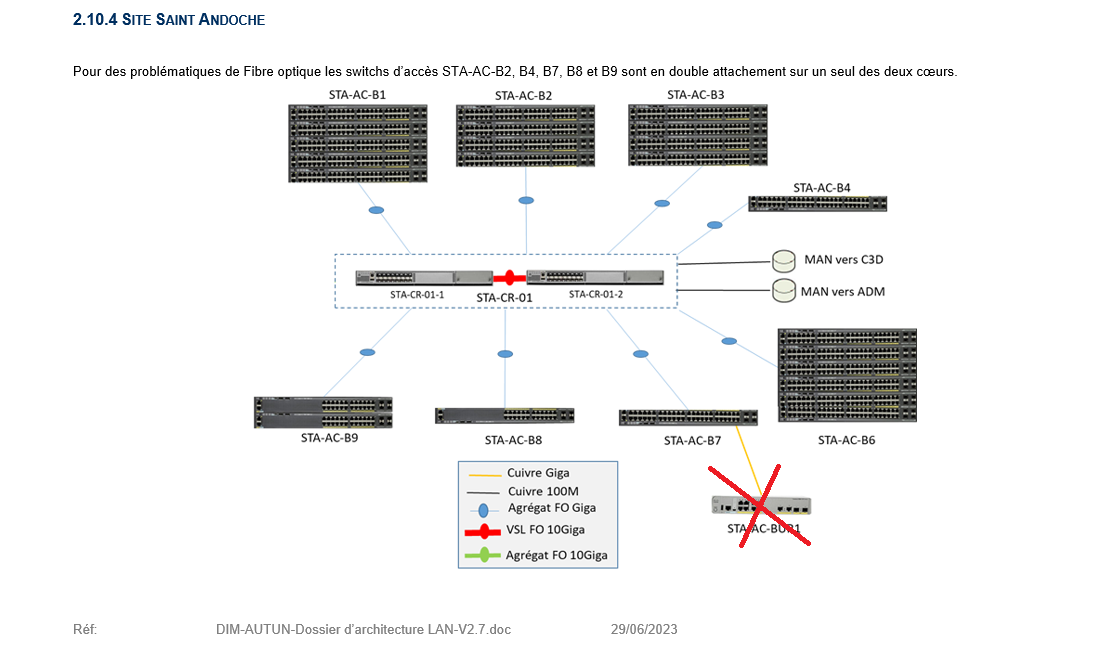 2.10.4 SITE SAINT ANDOCHE
Pour des problématiques de Fibre optique les switchs d'accès STA-AC-B2, B4, B7, B8 et B9 sont en double attachement sur un seul des deux cœurs.
STA-AC-B1
STA-AC-B2
STA-AC-B3
STA-AC-B4
MAN vers C3D
MAN vers ADM
STA-CR-01-1
STA-CR-01
STA-CR-01-2
STA-AC-B9
STA-AC-B8
STA-AC-B7
STA-AC-B6
STA-AC-BUR1
Cuivre Giga
Cuivre 100M
Agrégat FO Giga
VSL FO 10Giga
Agrégat FO 10Giga
Réf: DIM-AUTUN-Dossier d'architecture LAN-V2.7.doc 29/06/2023